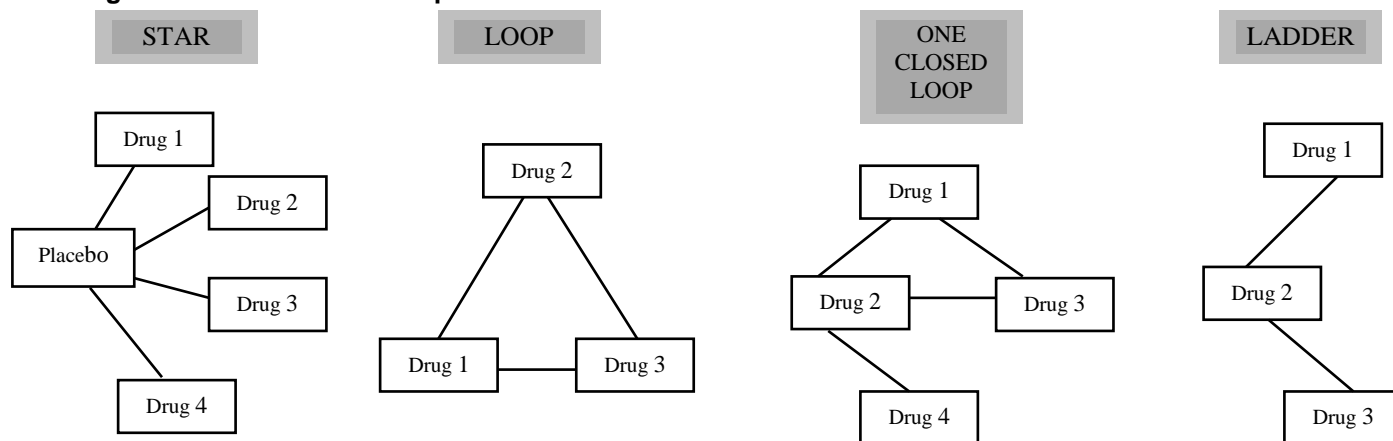 STAR
LOOP
ONE
CLOSED
LOOP
LADDER
Drug 1
Drug 2
Placebo
Drug 3
Drug 4
Drug 2
Drug 1
Drug 3
Drug 1
Drug 2
Drug 3
Drug 4
Drug 1
Drug 2
Drug 3